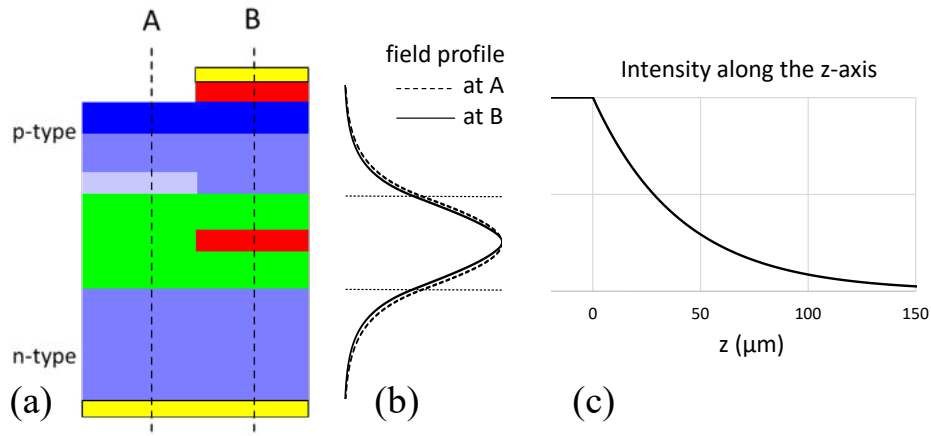 A
B
p-type
n-type
(a)
field profile
at A
at B
(b)
Intensity along the z-axis
0
50
100
150
z (μm)
(c)